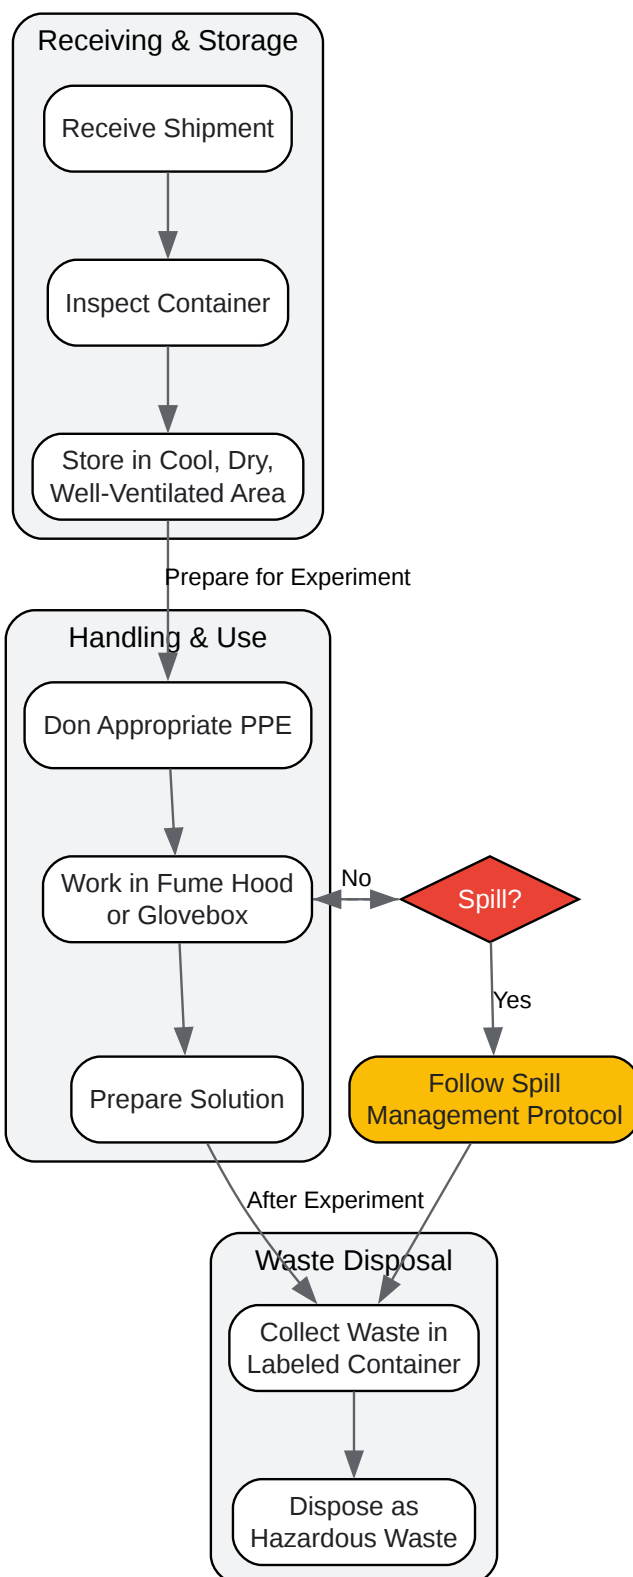 Receiving & Storage
Receive Shipment
Inspect Container
Store in Cool, Dry,
Well-Ventilated Area
Prepare for Experiment
Handling & Use
Don Appropriate PPE
Work in Fume Hood
or Glovebox
No
Spill?
Yes
Prepare Solution
Follow Spill
Management Protocol
After Experiment
Waste Disposal
Collect Waste in
Labeled Container
Dispose as
Hazardous Waste